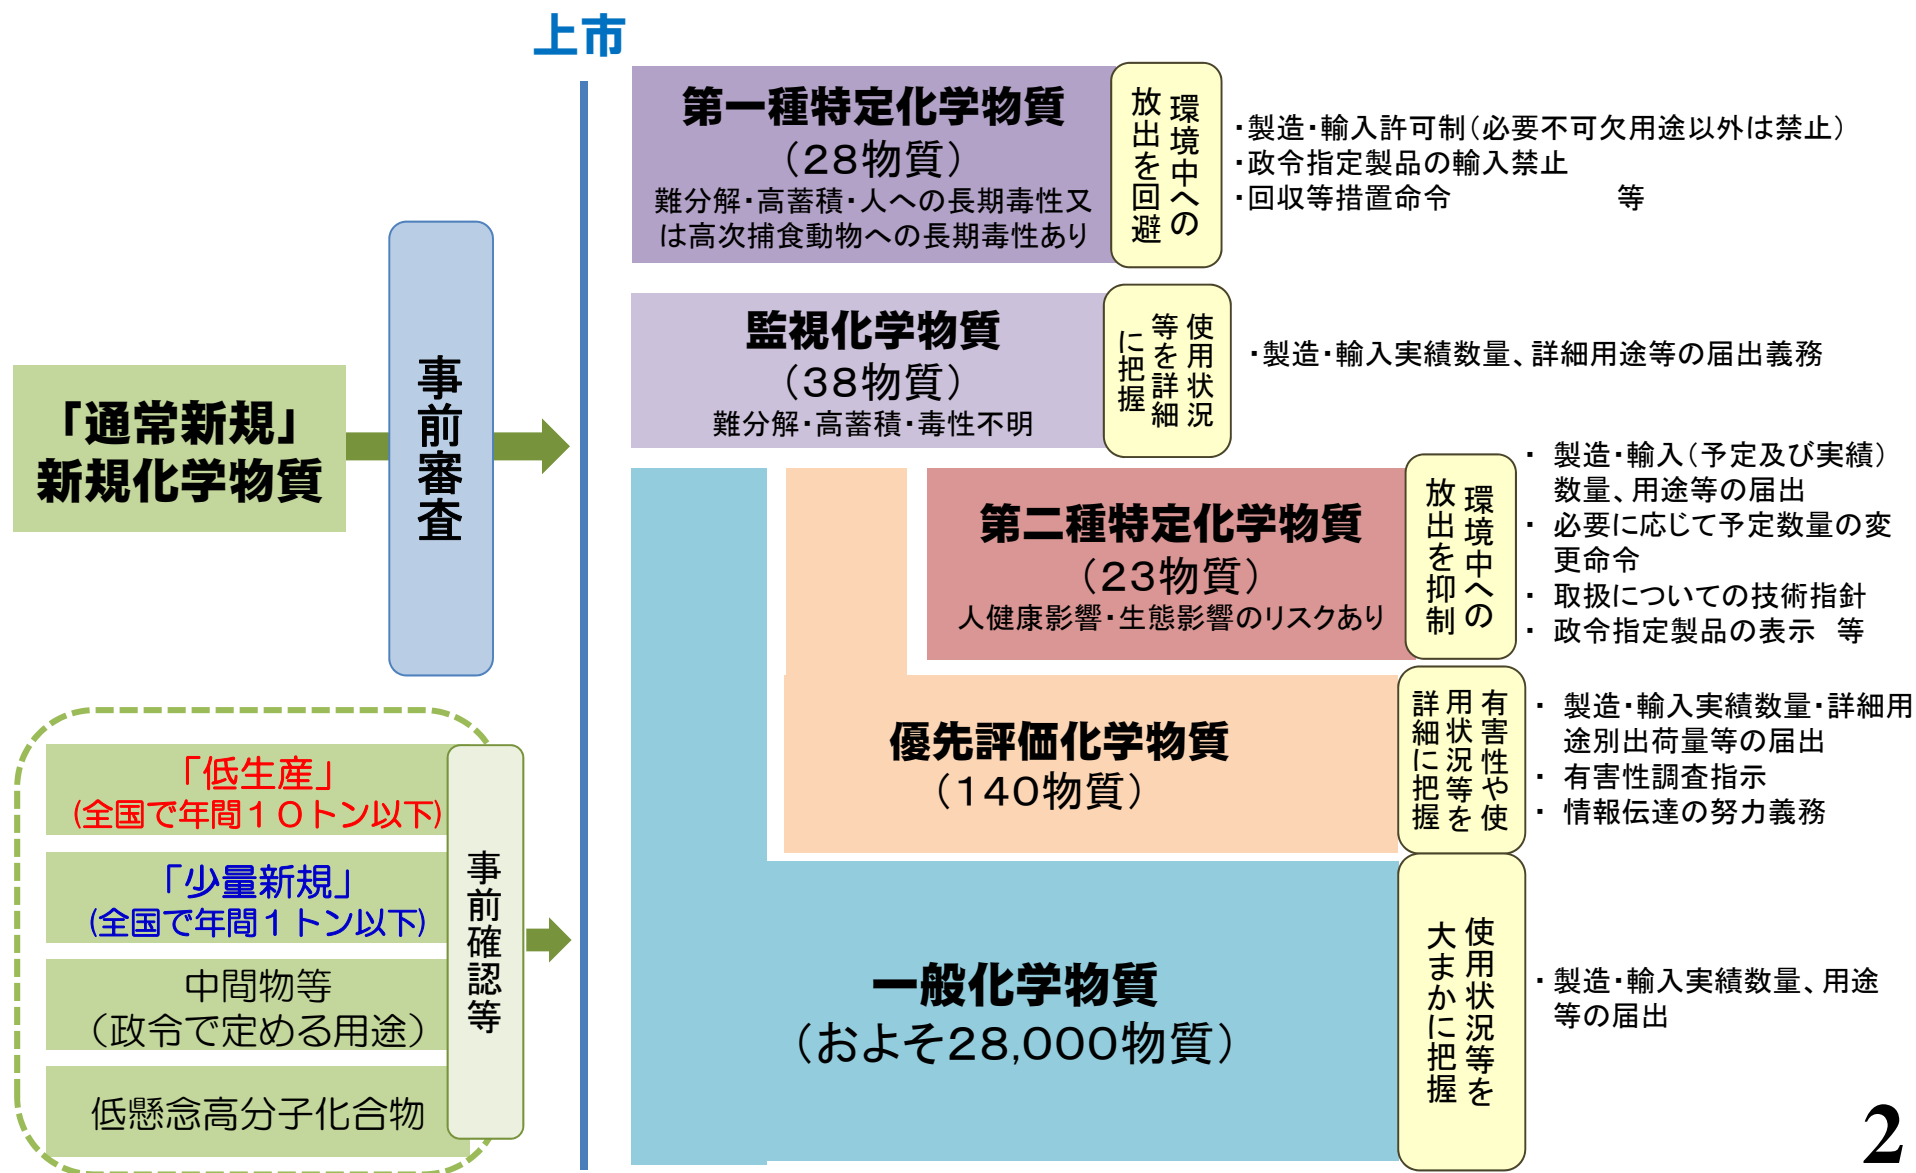 上市
「通常新規」
新規化学物質
事前審査
「低生産」
(全国で年間１０トン以下)
「少量新規」
(全国で年間１トン以下)
中間物等
（政令で定める用途）
低懸念高分子化合物
事前確認等
第一種特定化学物質
（28物質）
難分解・高蓄積・人への長期毒性又
は高次捕食動物への長期毒性あり
環境中への
放出を回避
・製造・輸入許可制（必要不可欠用途以外は禁止）
・政令指定製品の輸入禁止
・回収等措置命令　　　　　等
監視化学物質
（38物質）
難分解・高蓄積・毒性不明
使用状況
等を詳細
に把握
・製造・輸入実績数量、詳細用途等の届出義務
第二種特定化学物質
（23物質）
人健康影響・生態影響のリスクあり
環境中への
放出を抑制
・ 製造・輸入（予定及び実績）
数量、用途等の届出
・ 必要に応じて予定数量の変
更命令
・ 取扱についての技術指針
・ 政令指定製品の表示　等
優先評価化学物質
（140物質）
有害性や使
用状況等を
詳細に把握
・ 製造・輸入実績数量・詳細用
途別出荷量等の届出
・ 有害性調査指示
・ 情報伝達の努力義務
一般化学物質
（およそ28,000物質）
使用状況等を
大まかに把握
・ 製造・輸入実績数量、用途
等の届出
2